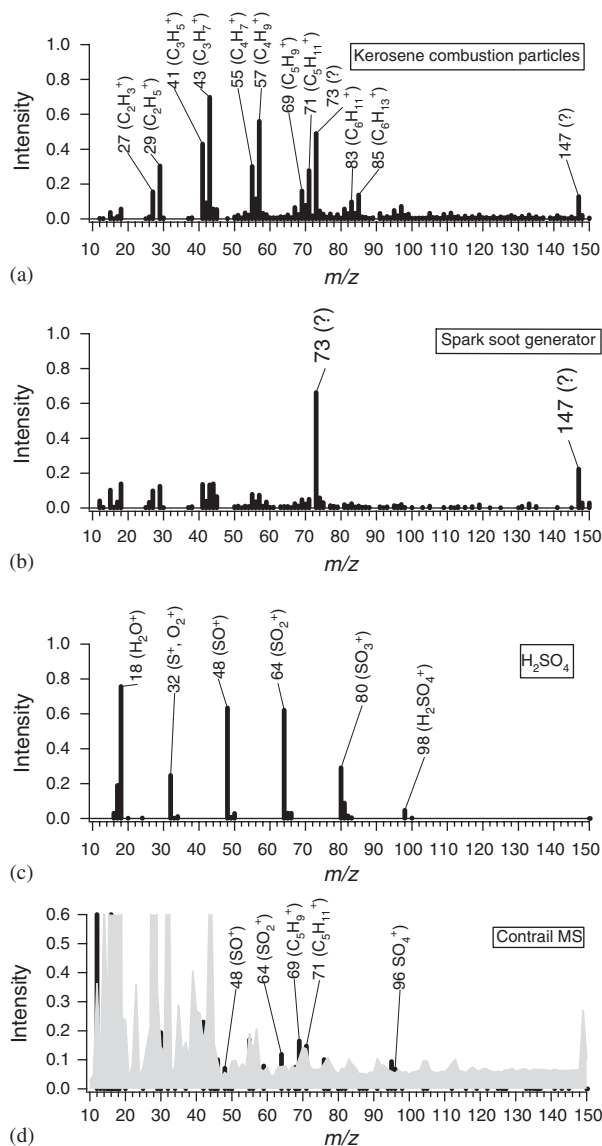 Kerosene combustion particles
27 (C₂H₃⁺)
29 (C₂H₅⁺)
41 (C₃H₅⁺)
43 (C₃H₇⁺)
55 (C₄H₇⁺)
57 (C₄H₉⁺)
69 (C₅H₉⁺)
71 (C₅H₁₁⁺)
73 (?)
83 (C₆H₁₁⁺)
85 (C₆H₁₃⁺)
147 (?)
Intensity
1.0
0.8
0.6
0.4
0.2
0.0
10 20 30 40 50 60 70 80 90 100 110 120 130 140 150
m/z
(a)
Spark soot generator
73 (?)
147 (?)
Intensity
1.0
0.8
0.6
0.4
0.2
0.0
10 20 30 40 50 60 70 80 90 100 110 120 130 140 150
m/z
(b)
H₂SO₄
18 (H₂O⁺)
32 (S⁺, O₂⁺)
48 (SO⁺)
64 (SO₂⁺)
80 (SO₃⁺)
98 (H₂SO₄⁺)
Intensity
1.0
0.8
0.6
0.4
0.2
0.0
10 20 30 40 50 60 70 80 90 100 110 120 130 140 150
m/z
(c)
Contrail MS
48 (SO⁺)
64 (SO₂⁺)
69 (C₅H₉⁺)
71 (C₅H₁₁⁺)
96 SO₄⁺)
Intensity
0.6
0.5
0.4
0.3
0.2
0.1
0.0
10 20 30 40 50 60 70 80 90 100 110 120 130 140 150
m/z
(d)